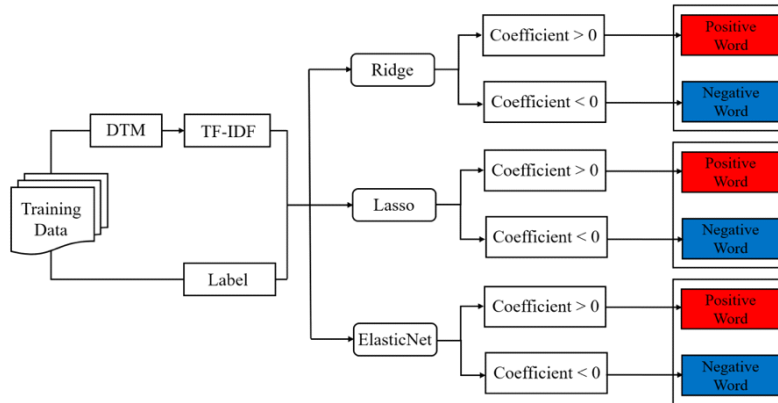 Training
Data
DTM
TF-IDF
Label
Ridge
Coefficient > 0
Positive
Word
Coefficient < 0
Negative
Word
Lasso
Coefficient > 0
Positive
Word
Coefficient < 0
Negative
Word
ElasticNet
Coefficient > 0
Positive
Word
Coefficient < 0
Negative
Word